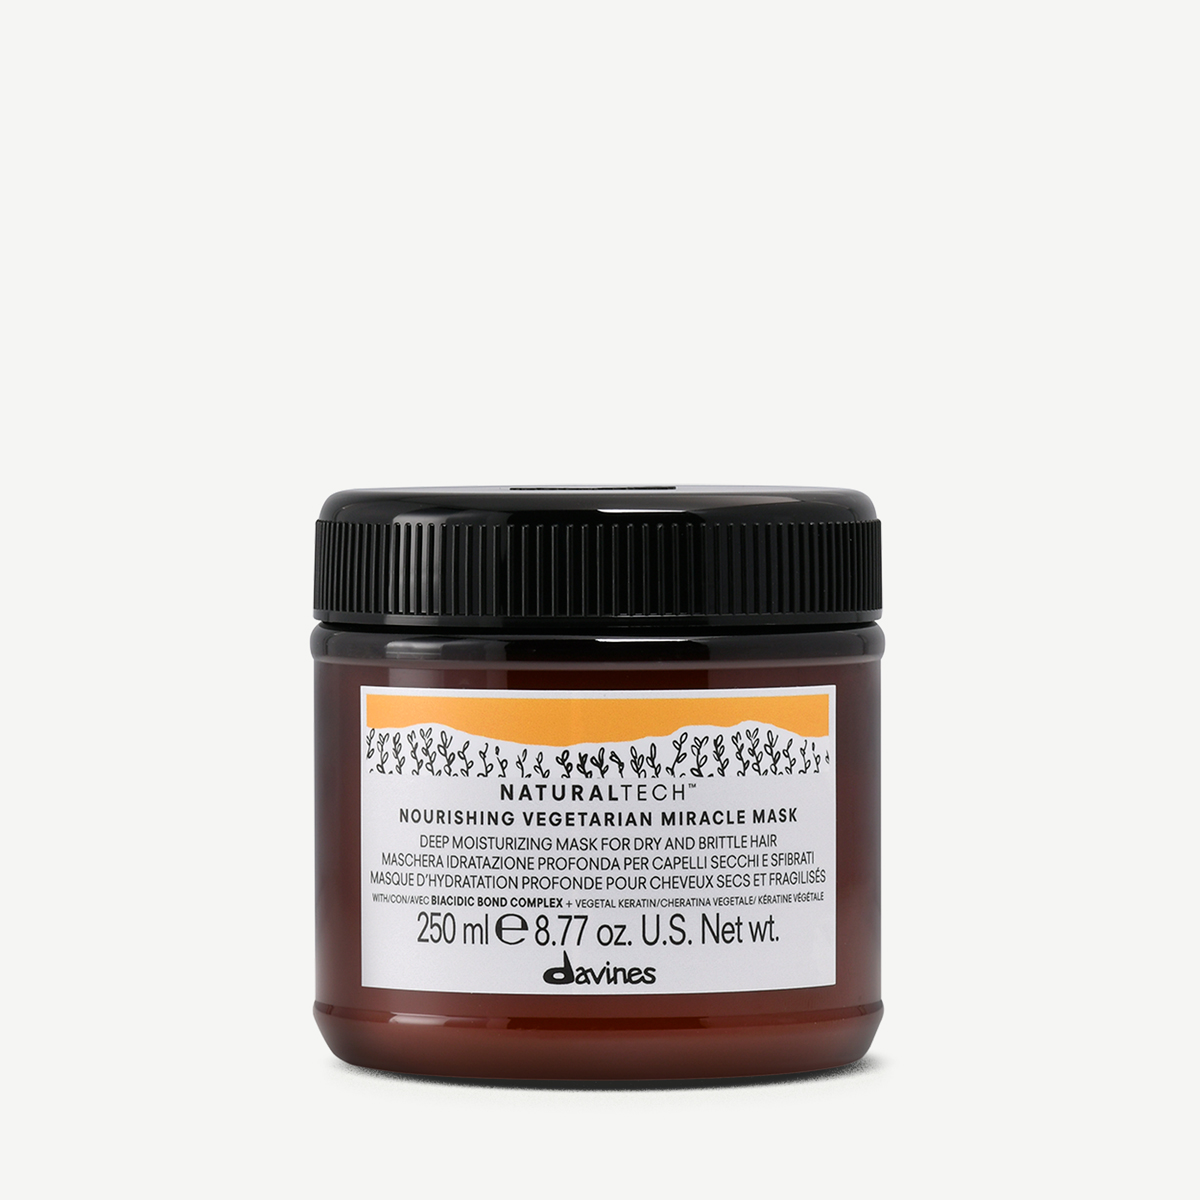 NATURALTECH™
NOURISHING VEGETARIAN MIRACLE MASK
DEEP MOISTURIZING MASK FOR DRY AND BRITTLE HAIR
MASCHERA IDRATAZIONE PROFONDA PER CAPELLI SECCHI E SFIBRATI
MASQUE D'HYDRATATION PROFONDE POUR CHEVEUX SECS ET FRAGILISÉS
WITH/CON/AVEC BIACIDIC BOND COMPLEX + VEGETAL KERATIN/CHERATINA VEGETALE/ KÉRATINE VÉGÉTALE
250 ml ℮ 8.77 oz. U.S. Net wt.
davines